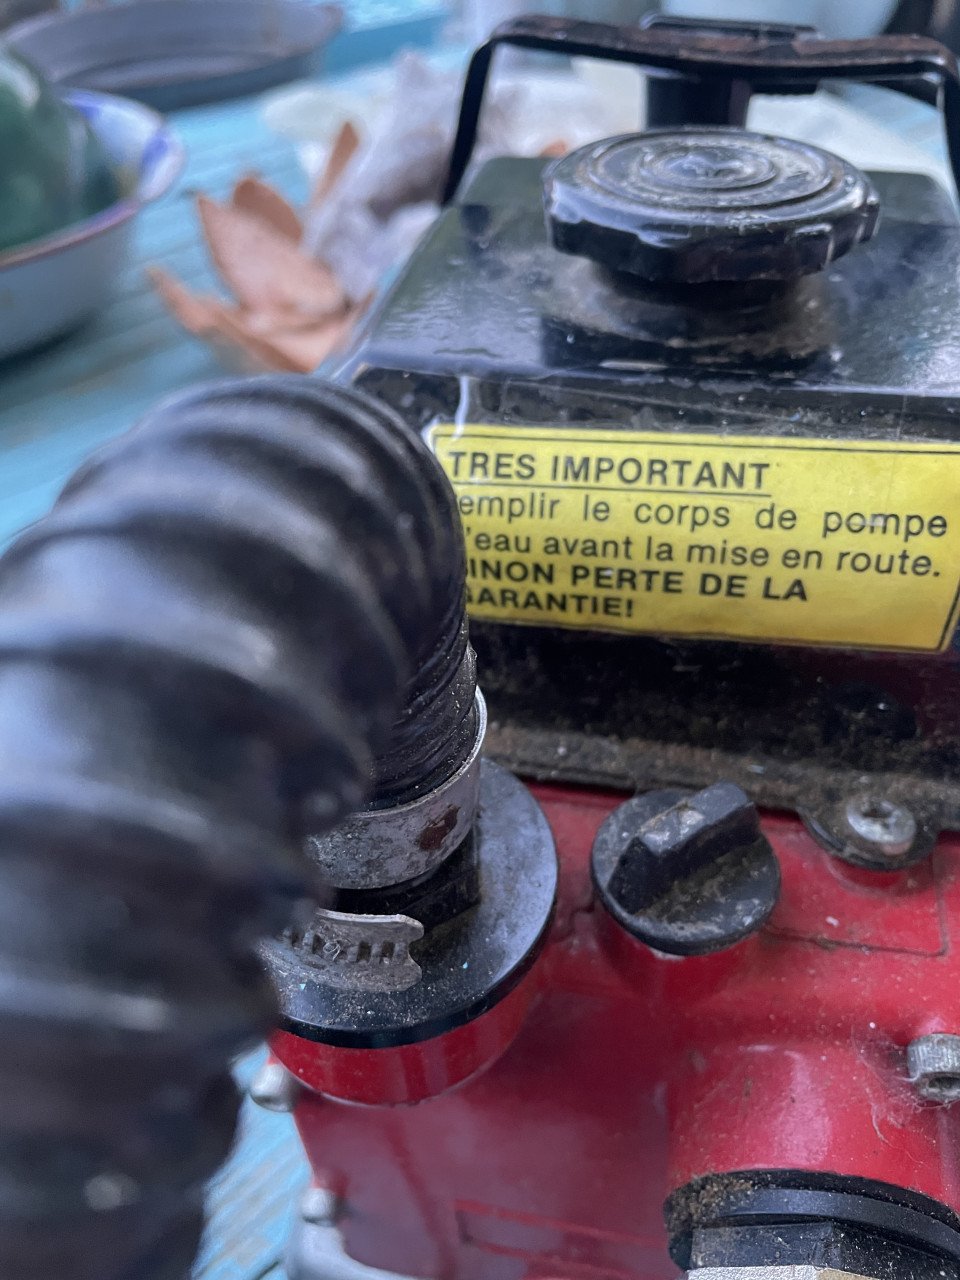 TRES IMPORTANT
emplir le corps de pompe
'eau avant la mise en route.
INON PERTE DE LA
ARANTIE!